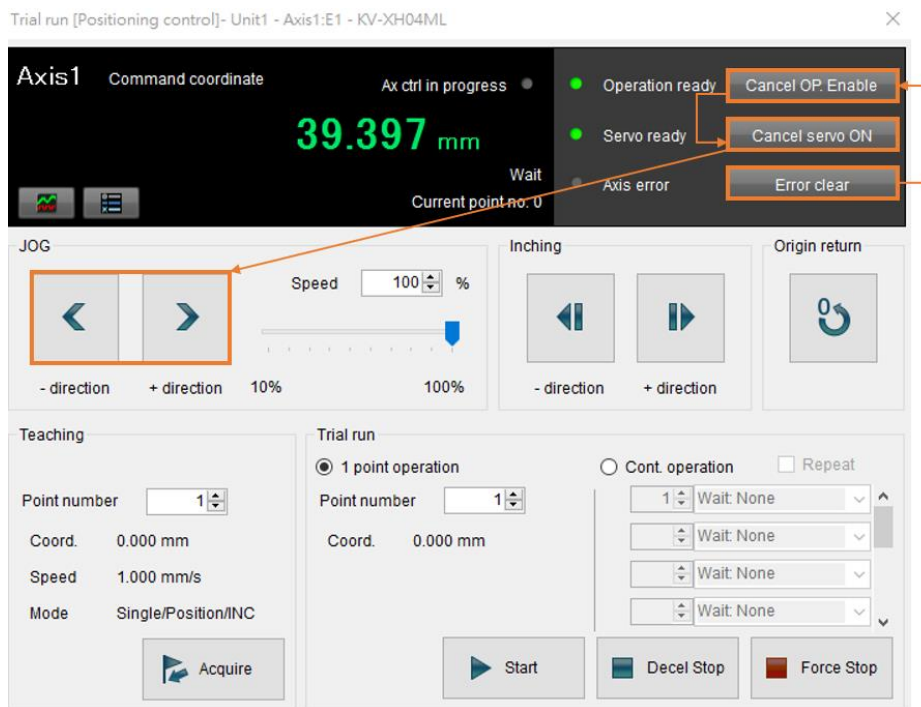 Trial run [Positioning control]- Unit1 - Axis1:E1 - KV-XH04ML
Axis1 Command coordinate
Ax ctrl in progress
Operation ready
Cancel OP. Enable
39.397 mm
Servo ready
Cancel servo ON
Wait
Axis error
Error clear
Current point no. 0
JOG
Speed 100 %
- direction + direction 10% 100%
Inching
- direction + direction
Origin return
0
Teaching
Point number 1
Coord. 0.000 mm
Speed 1.000 mm/s
Mode Single/Position/INC
Acquire
Trial run
1 point operation
Point number 1
Coord. 0.000 mm
Cont. operation Repeat
1 Wait: None
Wait: None
Wait: None
Wait: None
Start
Decel Stop
Force Stop